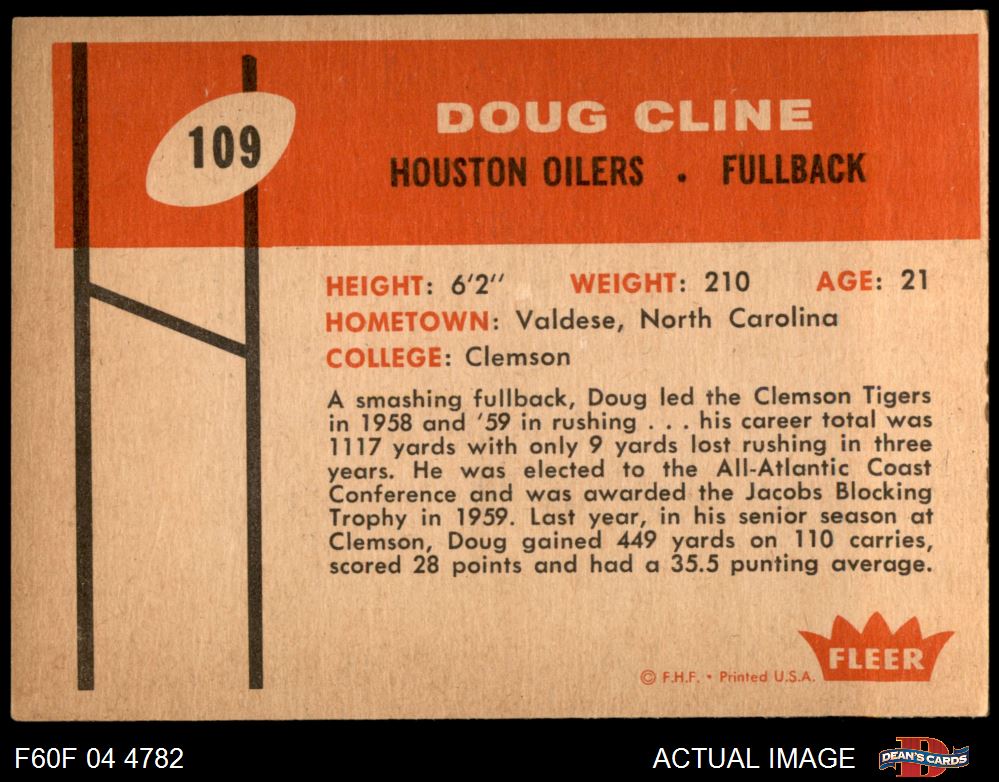 109
DOUG CLINE
HOUSTON OILERS . FULLBACK
HEIGHT: 6'2" WEIGHT: 210 AGE: 21
HOMETOWN: Valdese, North Carolina
COLLEGE: Clemson
A smashing fullback, Doug led the Clemson Tigers
in 1958 and '59 in rushing . . . his career total was
1117 yards with only 9 yards lost rushing in three
years. He was elected to the All-Atlantic Coast
Conference and was awarded the Jacobs Blocking
Trophy in 1959. Last year, in his senior season at
Clemson, Doug gained 449 yards on 110 carries,
scored 28 points and had a 35.5 punting average.
FLEER
© F.H.F. • Printed U.S.A.
F60F 04 4782 ACTUAL IMAGE DEAN'S CARDS